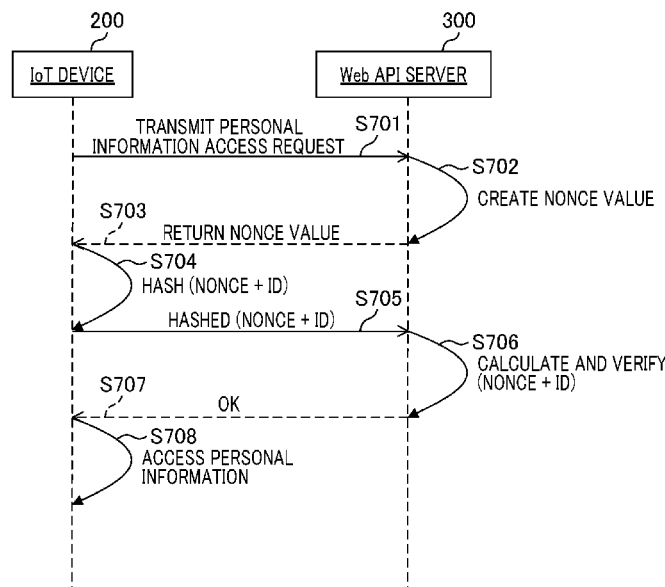 200
300
IoT DEVICE
Web API SERVER
TRANSMIT PERSONAL
INFORMATION ACCESS REQUEST
S701
S702
CREATE NONCE VALUE
S703
RETURN NONCE VALUE
S704
HASH (NONCE + ID)
S705
HASHED (NONCE + ID)
S706
CALCULATE AND VERIFY
(NONCE + ID)
S707
OK
S708
ACCESS PERSONAL
INFORMATION